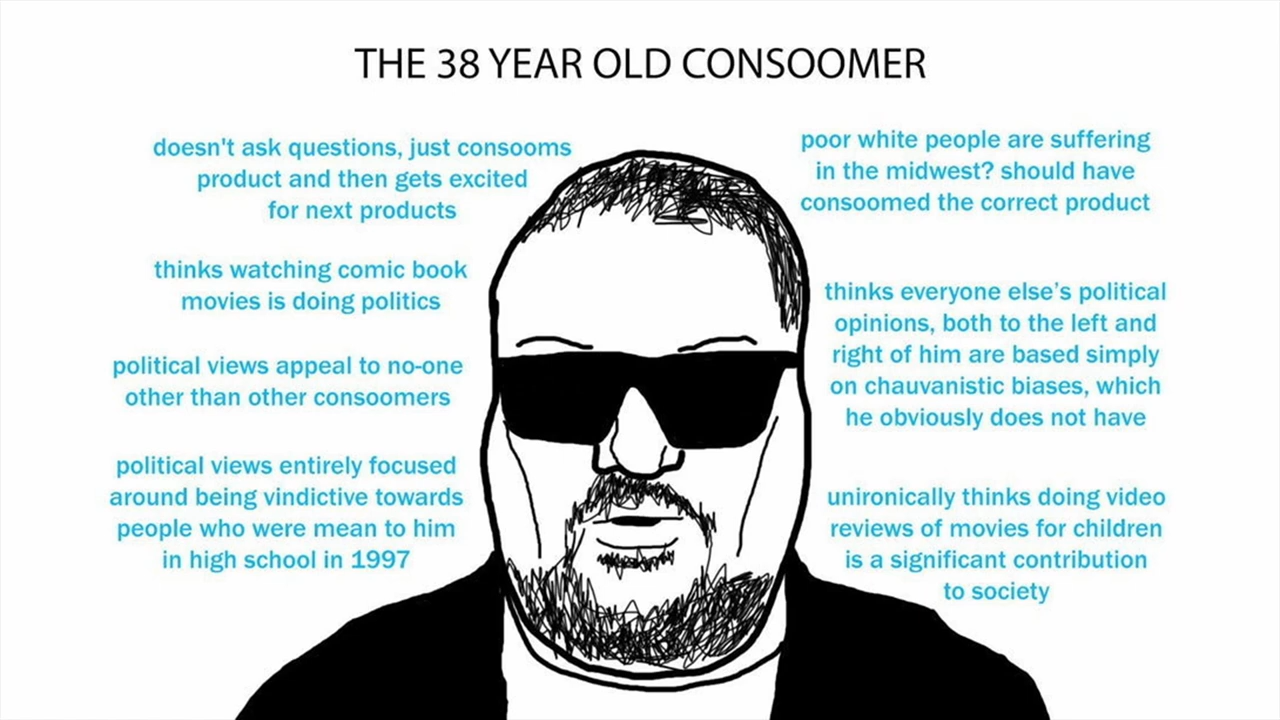 THE 38 YEAR OLD CONSOOMER
doesn't ask questions, just consooms
product and then gets excited
for next products
thinks watching comic book
movies is doing politics
political views appeal to no-one
other than other consoomers
political views entirely focused
around being vindictive towards
people who were mean to him
in high school in 1997
poor white people are suffering
in the midwest? should have
consoomed the correct product
thinks everyone else’s political
opinions, both to the left and
right of him are based simply
on chauvanistic biases, which
he obviously does not have
unironically thinks doing video
reviews of movies for children
is a significant contribution
to society